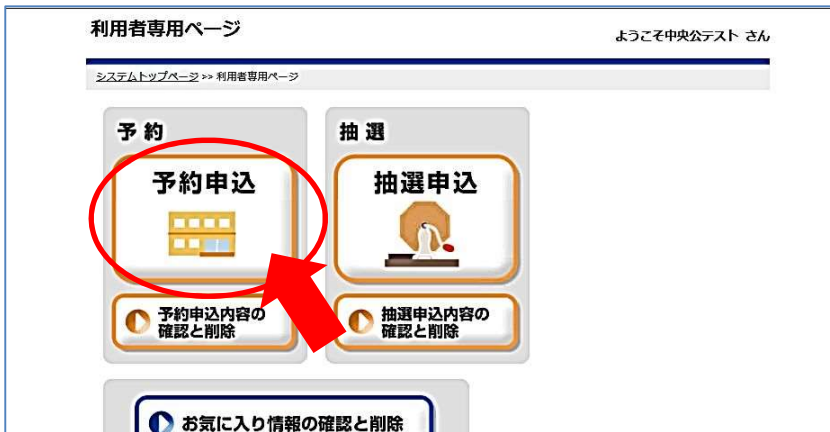 利用者専用ページ
ようこそ中央公テスト さん
システムトップページ >> 利用者専用ページ
予約
抽選
予約申込
抽選申込
予約申込内容の
確認と削除
抽選申込内容の
確認と削除
お気に入り情報の確認と削除